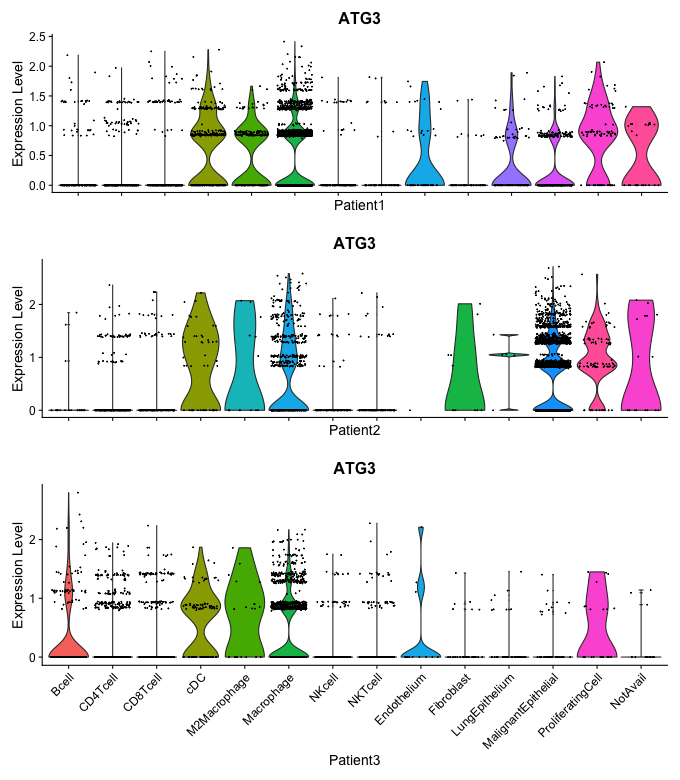 ATG3
Expression Level
2.5
2.0
1.5
1.0
0.5
0.0
Patient1
ATG3
Expression Level
2
1
0
Patient2
ATG3
Expression Level
2
1
0
Bcell
CD4Tcell
CD8Tcell
cDC
M2Macrophage
Macrophage
NKcell
NKTcell
Endothelium
Fibroblast
LungEpithelium
MalignantEpithelial
ProliferatingCell
NotAvail
Patient3